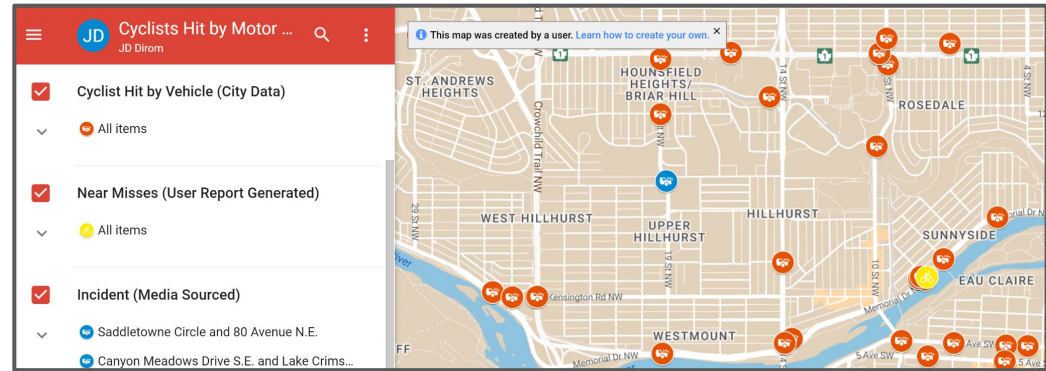 JD
Cyclists Hit by Motor ...
JD Dirom
Cyclist Hit by Vehicle (City Data)
All items
Near Misses (User Report Generated)
All items
Incident (Media Sourced)
Saddletowne Circle and 80 Avenue N.E.
Canyon Meadows Drive S.E. and Lake Crims...
This map was created by a user. Learn how to create your own.
1
1
1
ST. ANDREWS
HEIGHTS
HOUNSFIELD
HEIGHTS/
BRIAR HILL
14 St NW
4 St NW
ROSEDALE
Crowchild Trail NW
29 St NW
WEST HILLHURST
UPPER
HILLHURST
HILLHURST
19 St NW
10 St NW
SUNNYSIDE
EAU CLAIRE
Kensington Rd NW
WESTMOUNT
Memorial Dr NW
5 Ave SW